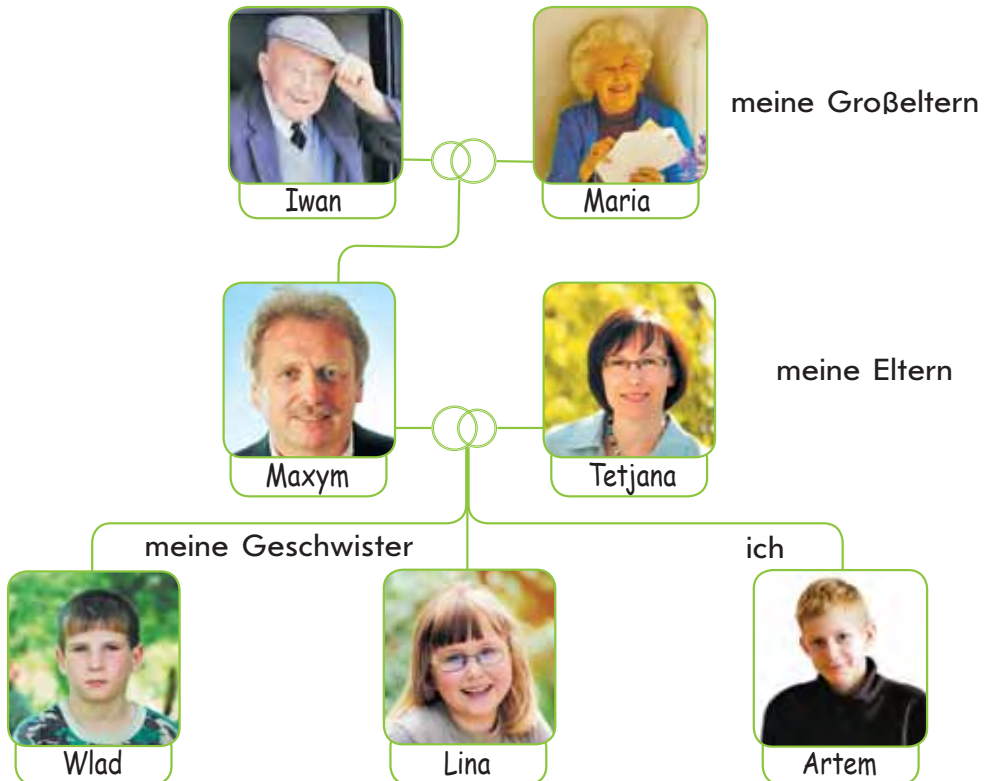 meine Großeltern
Iwan
Maria
meine Eltern
Maxym
Tetjana
meine Geschwister
ich
Wlad
Lina
Artem